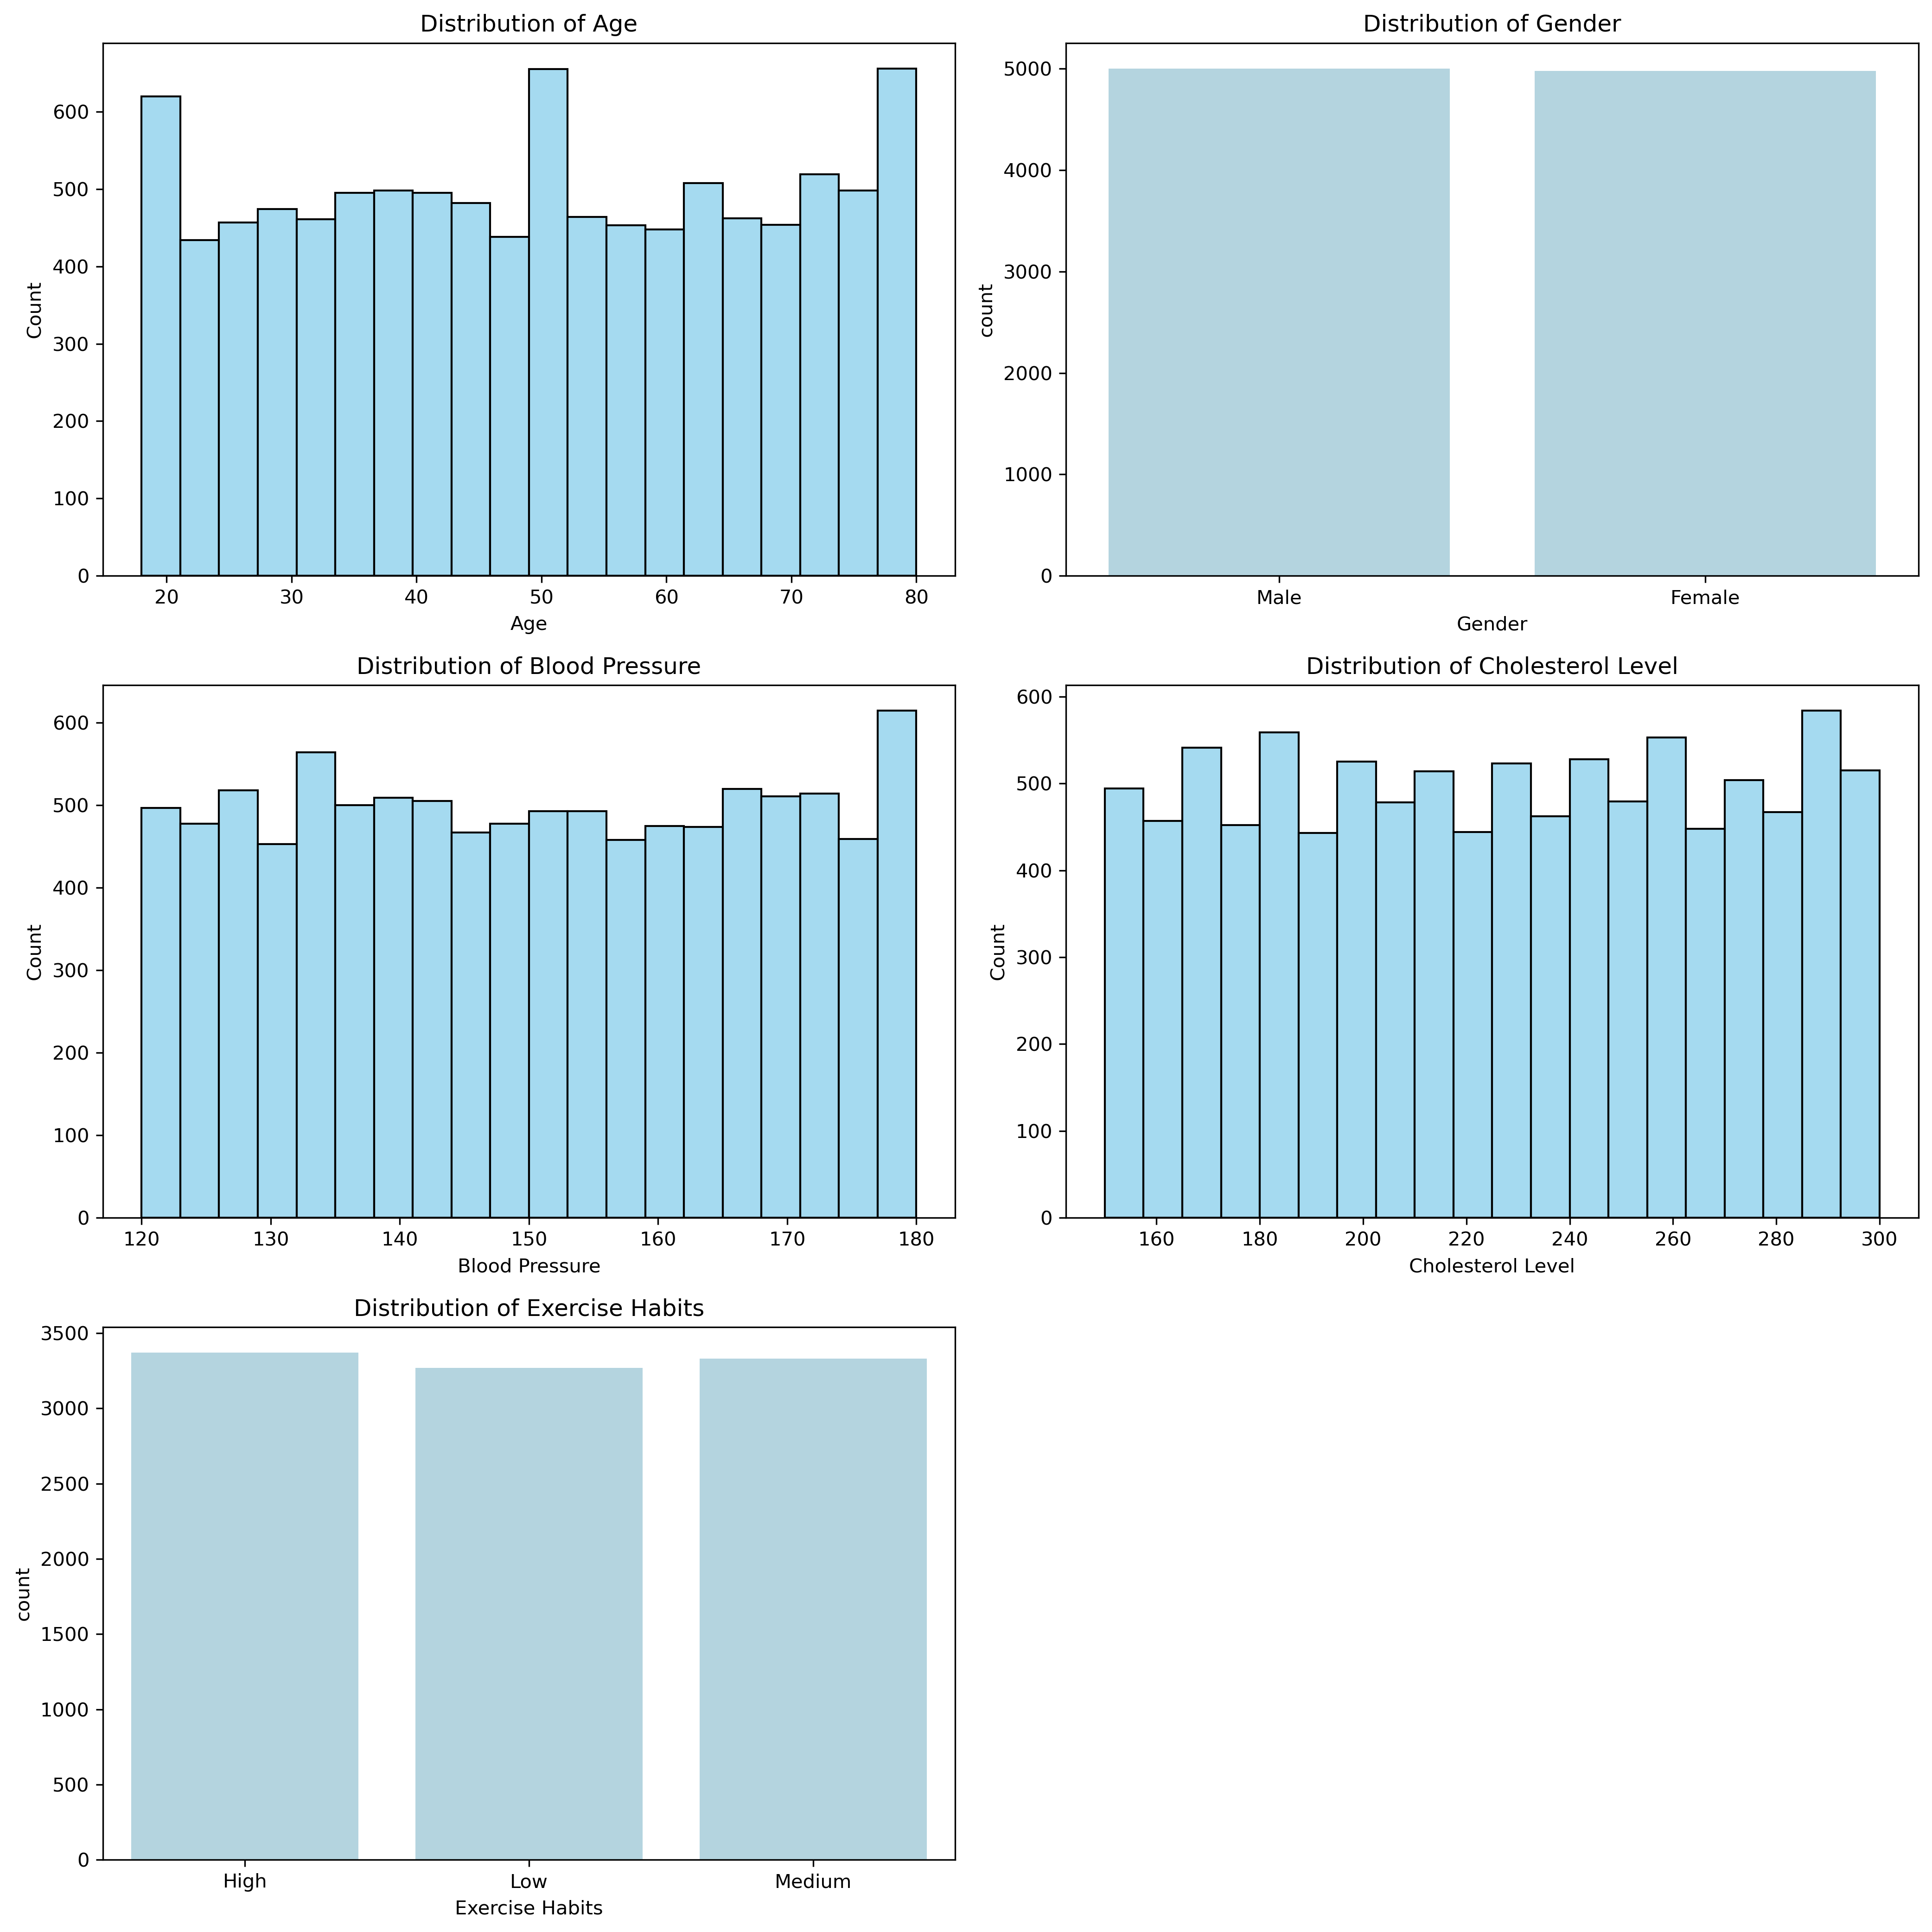 Distribution of Age
600
500
400
300
200
100
0
Count
20 30 40 50 60 70 80
Age
Distribution of Gender
5000
4000
3000
2000
1000
0
count
Male Female
Gender
Distribution of Blood Pressure
600
500
400
300
200
100
0
Count
120 130 140 150 160 170 180
Blood Pressure
Distribution of Cholesterol Level
600
500
400
300
200
100
0
Count
160 180 200 220 240 260 280 300
Cholesterol Level
Distribution of Exercise Habits
3500
3000
2500
2000
1500
1000
500
0
count
High Low Medium
Exercise Habits